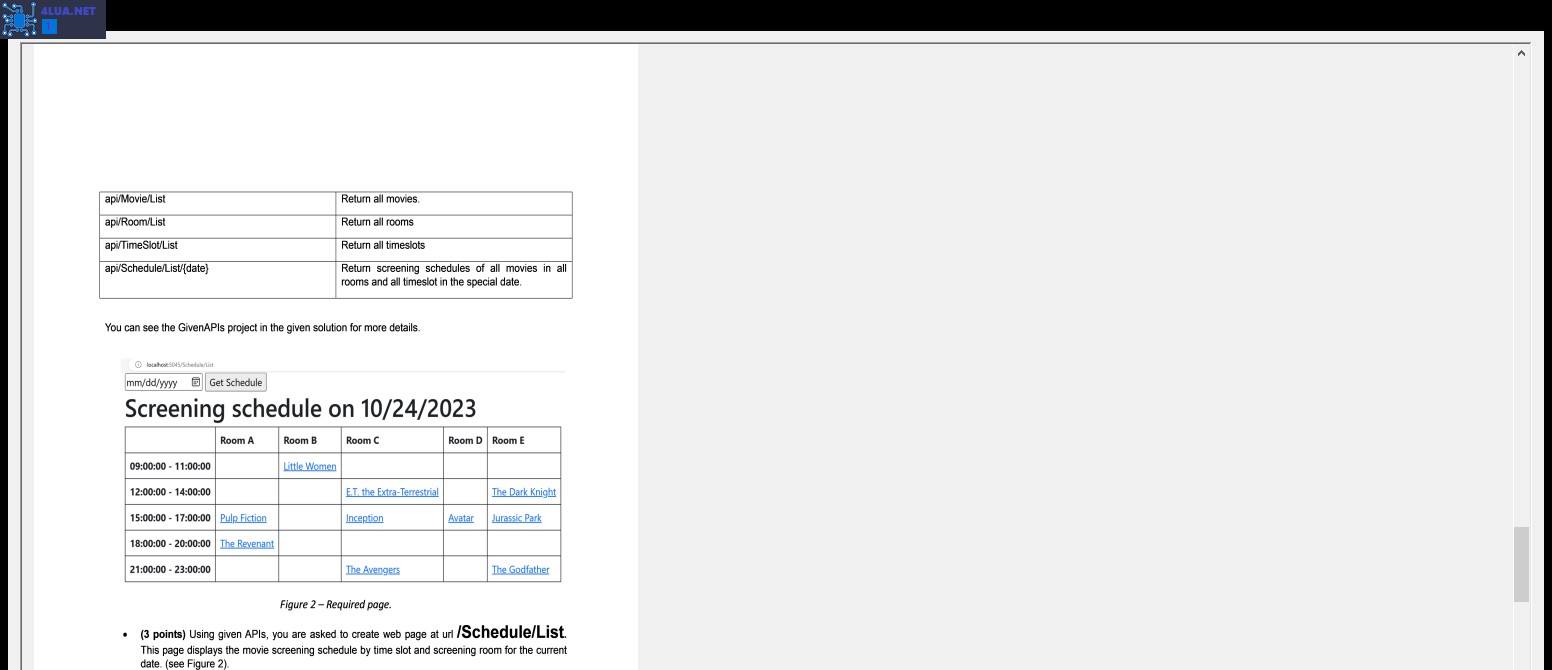 4LUA.NET
api/Movie/List Return all movies.
api/Room/List Return all rooms
api/TimeSlot/List Return all timeslots
api/Schedule/List/{date} Return screening schedules of all movies in all
rooms and all timeslot in the special date.
You can see the GivenAPIs project in the given solution for more details.
localhost:5045/Schedule/List
mm/dd/yyyy Get Schedule
Screening schedule on 10/24/2023
Room A Room B Room C Room D Room E
09:00:00 - 11:00:00 Little Women
12:00:00 - 14:00:00 E.T. the Extra-Terrestrial The Dark Knight
15:00:00 - 17:00:00 Pulp Fiction Inception Avatar Jurassic Park
18:00:00 - 20:00:00 The Revenant
21:00:00 - 23:00:00 The Avengers The Godfather
Figure 2 – Required page.
• (3 points) Using given APIs, you are asked to create web page at url /Schedule/List.
This page displays the movie screening schedule by time slot and screening room for the current
date. (see Figure 2).